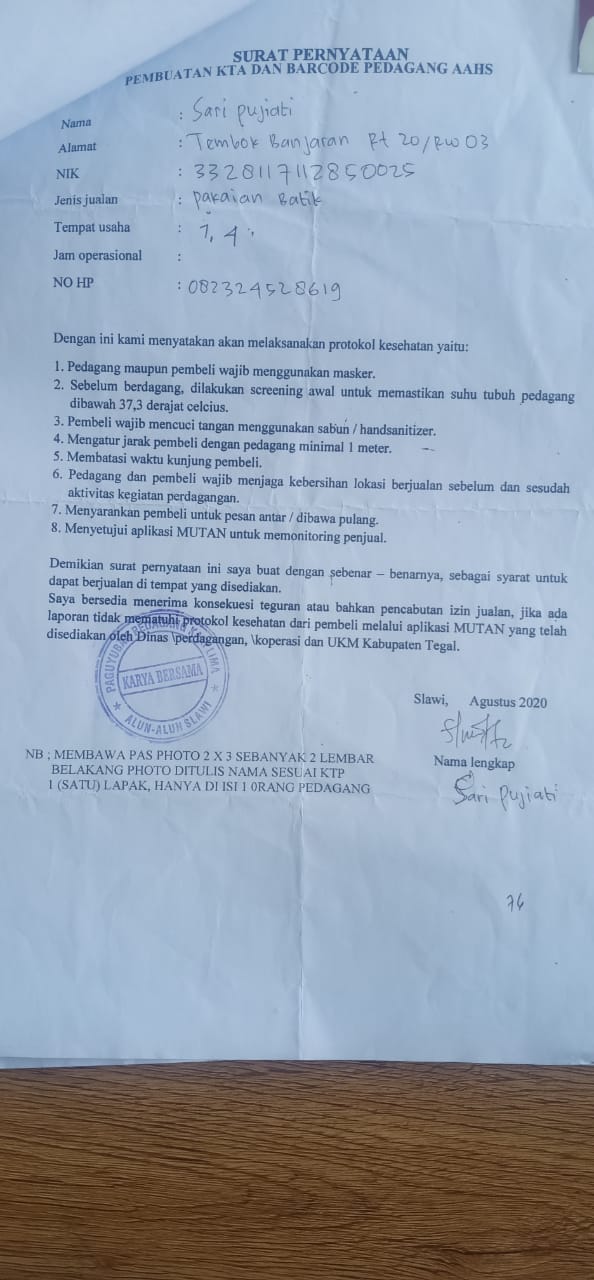 SURAT PERNYATAAN
PEMBUATAN KTA DAN BARCODE PEDAGANG AAHS
Nama : Sari pujiati
Alamat : Tembok Banjaran Rt 20/RW 03
NIK : 3328117112850025
Jenis jualan : pakaian Batik
Tempat usaha : 7, 4
Jam operasional :
NO HP : 082324528619
Dengan ini kami menyatakan akan melaksanakan protokol kesehatan yaitu:
1. Pedagang maupun pembeli wajib menggunakan masker.
2. Sebelum berdagang, dilakukan screening awal untuk memastikan suhu tubuh pedagang
dibawah 37,3 derajat celcius.
3. Pembeli wajib mencuci tangan menggunakan sabun / handsanitizer.
4. Mengatur jarak pembeli dengan pedagang minimal 1 meter.
5. Membatasi waktu kunjung pembeli.
6. Pedagang dan pembeli wajib menjaga kebersihan lokasi berjualan sebelum dan sesudah
aktivitas kegiatan perdagangan.
7. Menyarankan pembeli untuk pesan antar / dibawa pulang.
8. Menyetujui aplikasi MUTAN untuk memonitoring penjual.
Demikian surat pernyataan ini saya buat dengan sebenar – benarnya, sebagai syarat untuk
dapat berjualan di tempat yang disediakan.
Saya bersedia menerima konsekuesi teguran atau bahkan pencabutan izin jualan, jika ada
laporan tidak mematuhi protokol kesehatan dari pembeli melalui aplikasi MUTAN yang telah
disediakan oleh Dinas \perdagangan, \koperasi dan UKM Kabupaten Tegal.
PAGUYUBAN PEDAGANG KAKI LIMA
KARYA BERSAMA
ALUN-ALUN SLAWI
Slawi, Agustus 2020
Nama lengkap
Sari Pujiati
NB ; MEMBAWA PAS PHOTO 2 X 3 SEBANYAK 2 LEMBAR
BELAKANG PHOTO DITULIS NAMA SESUAI KTP
1 (SATU) LAPAK, HANYA DI ISI 1 0RANG PEDAGANG
76